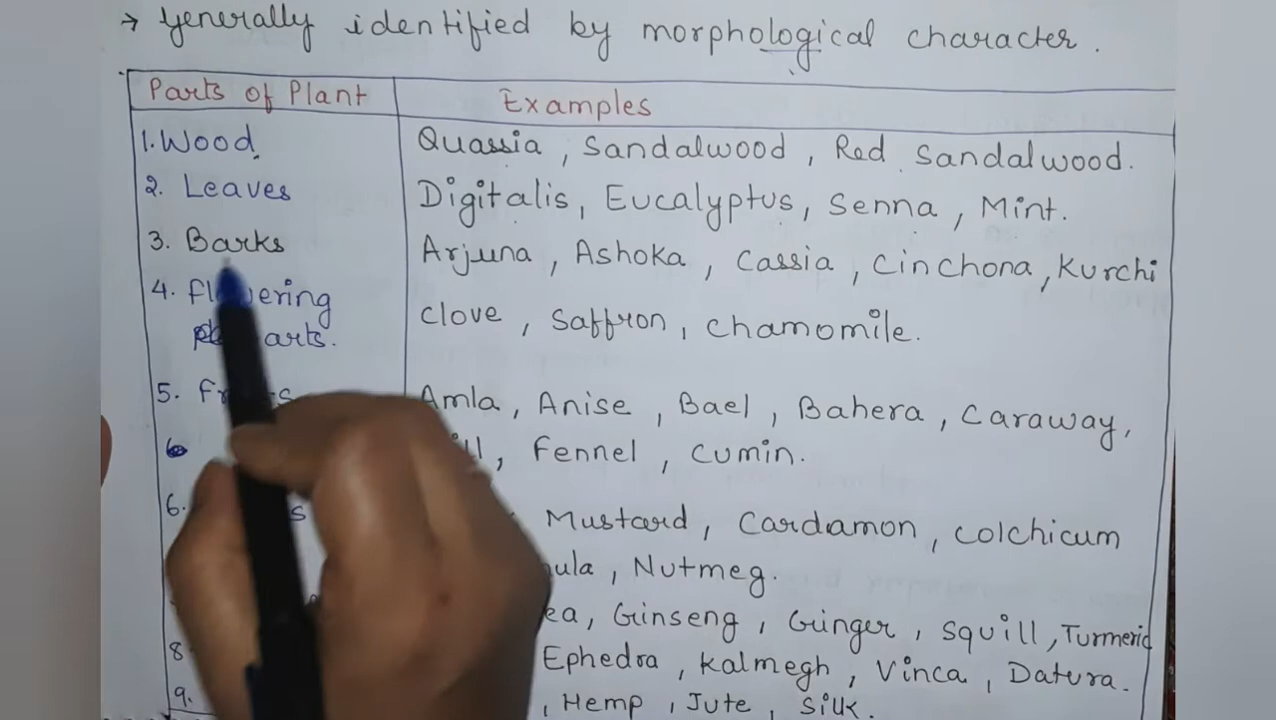 → Generally identified by morphological character.
Parts of Plant Examples
1. Wood. Quassia, Sandalwood, Red Sandalwood.
2. Leaves Digitalis, Eucalyptus, Senna, Mint.
3. Barks Arjuna, Ashoka, Cassia, Cinchona, Kurchi
4. clove, Saffron, chamomile.
5. Amla, Anise, Bael, Bahera, Caraway,
, Fennel, Cumin.
6. Mustard, Cardamon, Colchicum
, Nutmeg.
Ginseng, Ginger, Squill, Turmeric
8 Ephedra, Kalmegh, Vinca, Datura.
9. , Hemp, Jute, Silk.